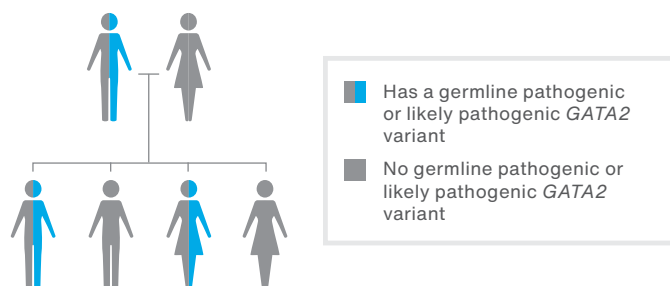 Has a germline pathogenic
or likely pathogenic GATA2
variant
No germline pathogenic or
likely pathogenic GATA2
variant